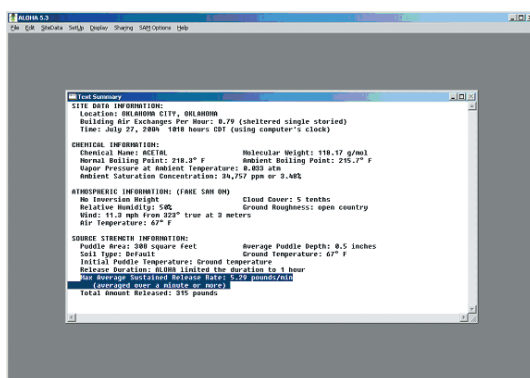 ALOHA 5.3
File Edit SiteData SetUp Display Sharing SAM Options Help
Text Summary
SITE DATA INFORMATION:
Location: OKLAHOMA CITY, OKLAHOMA
Building Air Exchanges Per Hour: 0.79 (sheltered single storied)
Time: July 27, 2004 1018 hours CDT (using computer's clock)
CHEMICAL INFORMATION:
Chemical Name: ACETAL Molecular Weight: 118.17 g/mol
Normal Boiling Point: 218.3° F Ambient Boiling Point: 215.7° F
Vapor Pressure at Ambient Temperature: 0.033 atm
Ambient Saturation Concentration: 34,757 ppm or 3.48%
ATMOSPHERIC INFORMATION: (FAKE SAM ON)
No Inversion Height Cloud Cover: 5 tenths
Relative Humidity: 50% Ground Roughness: open country
Wind: 11.3 mph from 323° true at 3 meters
Air Temperature: 67° F
SOURCE STRENGTH INFORMATION:
Puddle Area: 300 square feet Average Puddle Depth: 0.5 inches
Soil Type: Default Ground Temperature: 67° F
Initial Puddle Temperature: Ground temperature
Release Duration: ALOHA limited the duration to 1 hour
Max Average Sustained Release Rate: 5.29 pounds/min
(averaged over a minute or more)
Total Amount Released: 315 pounds